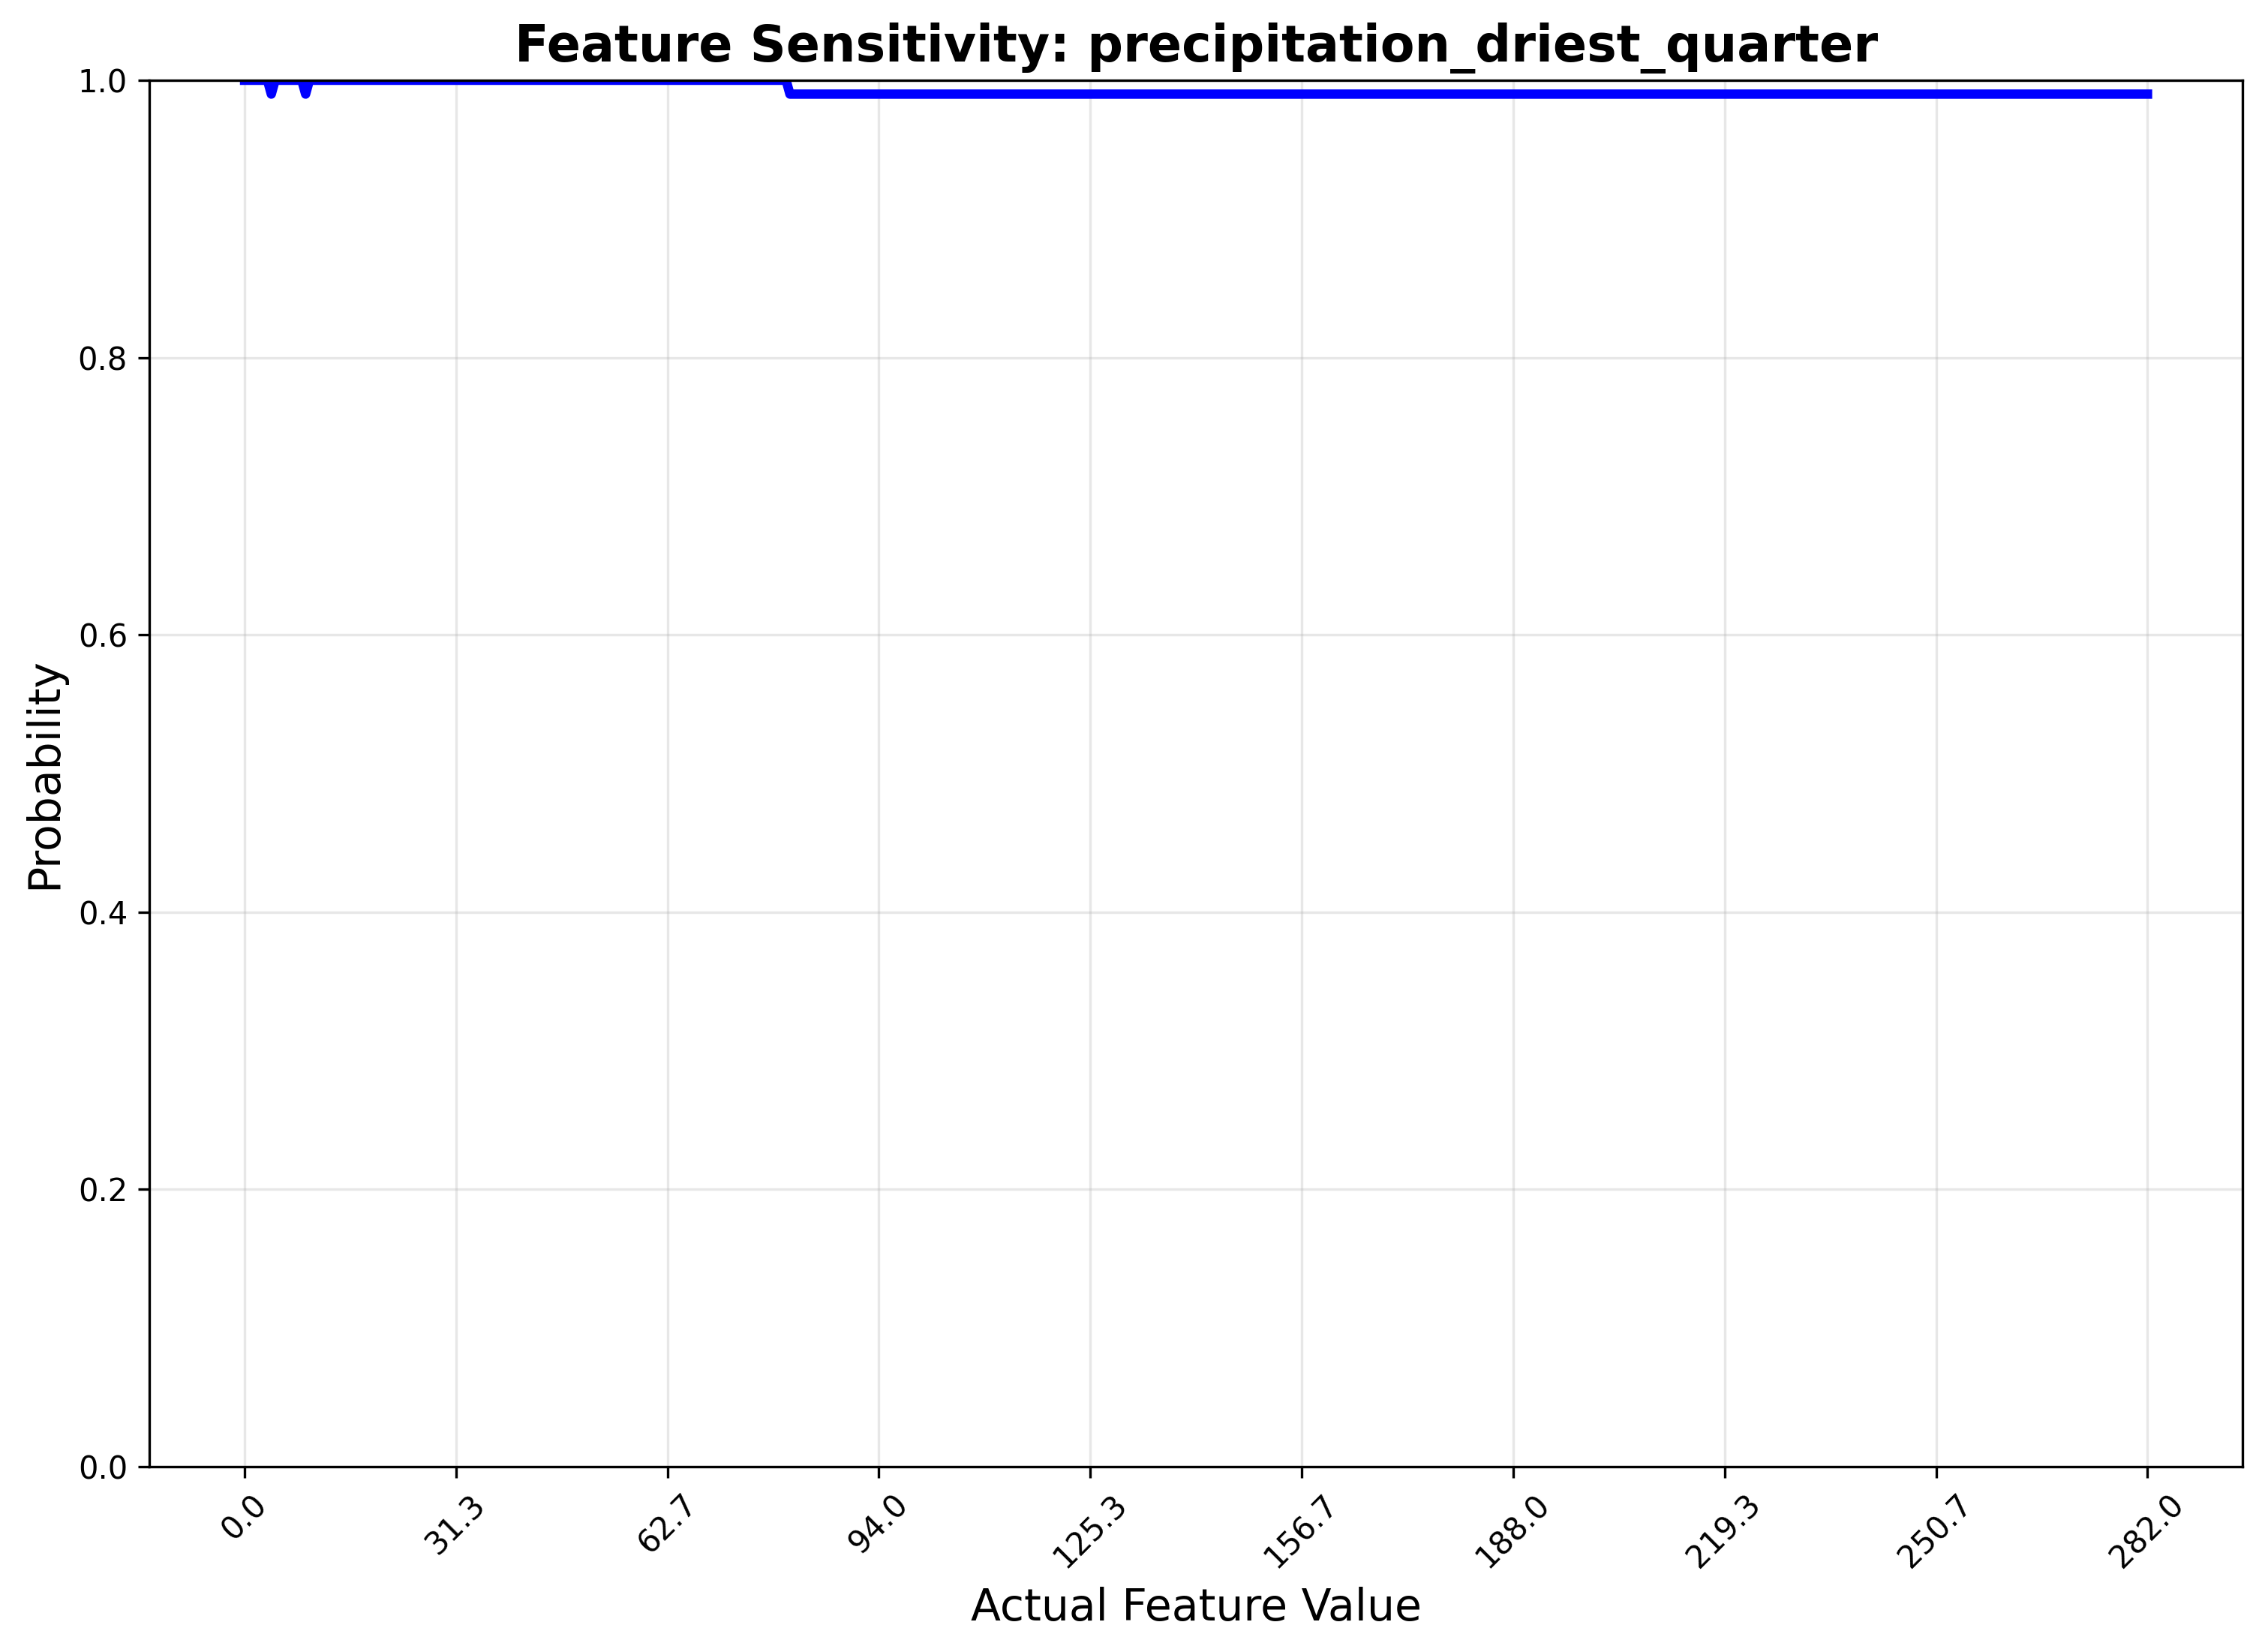 Feature Sensitivity: precipitation_driest_quarter
1.0
0.8
0.6
0.4
0.2
0.0
Probability
0.0 31.3 62.7 94.0 125.3 156.7 188.0 219.3 250.7 282.0
Actual Feature Value